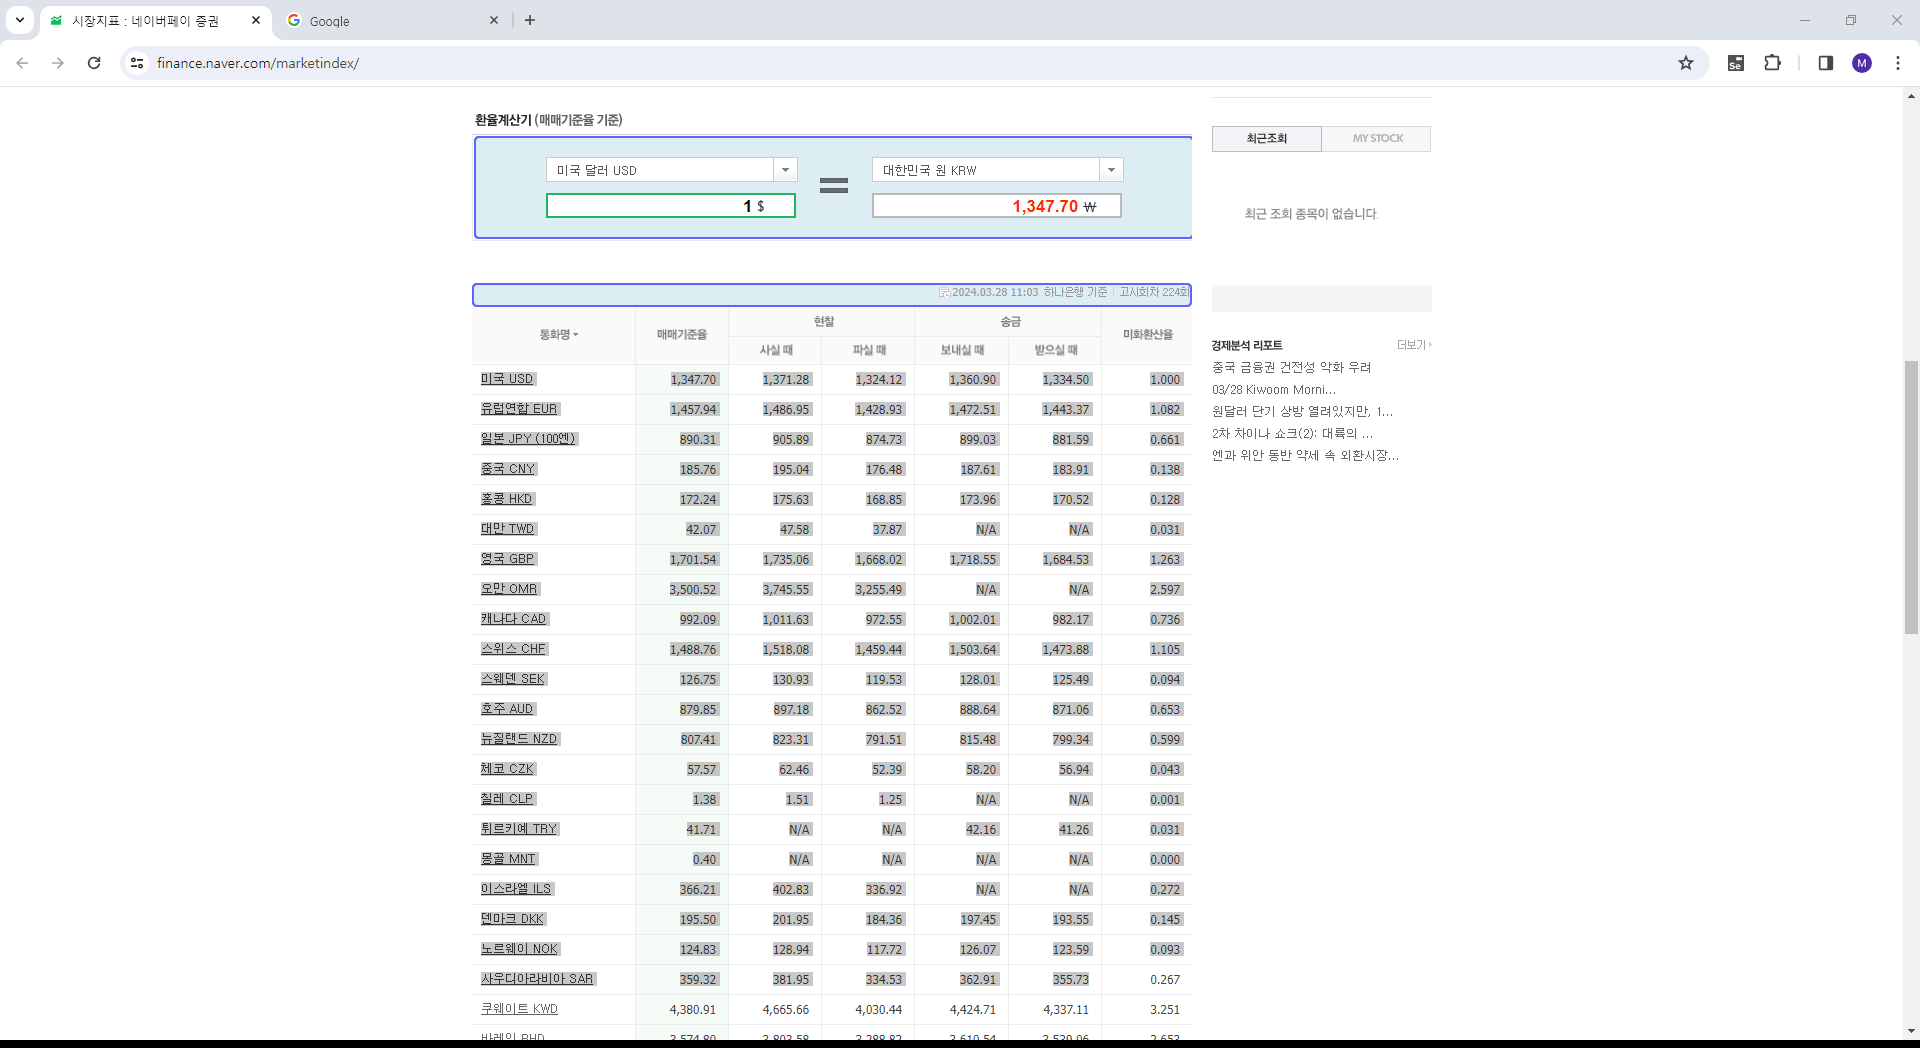 시장지표 : 네이버페이 증권
Google
finance.naver.com/marketindex/
Se
M
환율계산기 (매매기준율 기준)
미국 달러 USD
대한민국 원 KRW
1 $
1,347.70 ₩
최근조회 MY STOCK
최근 조회 종목이 없습니다.
2024.03.28 11:03 하나은행 기준 고시회차 224회
통화명 매매기준율 현찰 송금 미화환산율
사실 때 파실 때 보내실 때 받으실 때
미국 USD 1,347.70 1,371.28 1,324.12 1,360.90 1,334.50 1.000
유럽연합 EUR 1,457.94 1,486.95 1,428.93 1,472.51 1,443.37 1.082
일본 JPY (100엔) 890.31 905.89 874.73 899.03 881.59 0.661
중국 CNY 185.76 195.04 176.48 187.61 183.91 0.138
홍콩 HKD 172.24 175.63 168.85 173.96 170.52 0.128
대만 TWD 42.07 47.58 37.87 N/A N/A 0.031
영국 GBP 1,701.54 1,735.06 1,668.02 1,718.55 1,684.53 1.263
오만 OMR 3,500.52 3,745.55 3,255.49 N/A N/A 2.597
캐나다 CAD 992.09 1,011.63 972.55 1,002.01 982.17 0.736
스위스 CHF 1,488.76 1,518.08 1,459.44 1,503.64 1,473.88 1.105
스웨덴 SEK 126.75 130.93 119.53 128.01 125.49 0.094
호주 AUD 879.85 897.18 862.52 888.64 871.06 0.653
뉴질랜드 NZD 807.41 823.31 791.51 815.48 799.34 0.599
체코 CZK 57.57 62.46 52.39 58.20 56.94 0.043
칠레 CLP 1.38 1.51 1.25 N/A N/A 0.001
튀르키예 TRY 41.71 N/A N/A 42.16 41.26 0.031
몽골 MNT 0.40 N/A N/A N/A N/A 0.000
이스라엘 ILS 366.21 402.83 336.92 N/A N/A 0.272
덴마크 DKK 195.50 201.95 184.36 197.45 193.55 0.145
노르웨이 NOK 124.83 128.94 117.72 126.07 123.59 0.093
사우디아라비아 SAR 359.32 381.95 334.53 362.91 355.73 0.267
쿠웨이트 KWD 4,380.91 4,665.66 4,030.44 4,424.71 4,337.11 3.251
바레인 BHD 3,574.80 3,803.58 3,288.82 3,610.54 3,539.06 2.653
경제분석 리포트 더보기
중국 금융권 건전성 악화 우려
03/28 Kiwoom Morni...
원달러 단기 상방 열려있지만, 1...
2차 차이나 쇼크(2): 대륙의 ...
엔과 위안 동반 약세 속 외환시장...